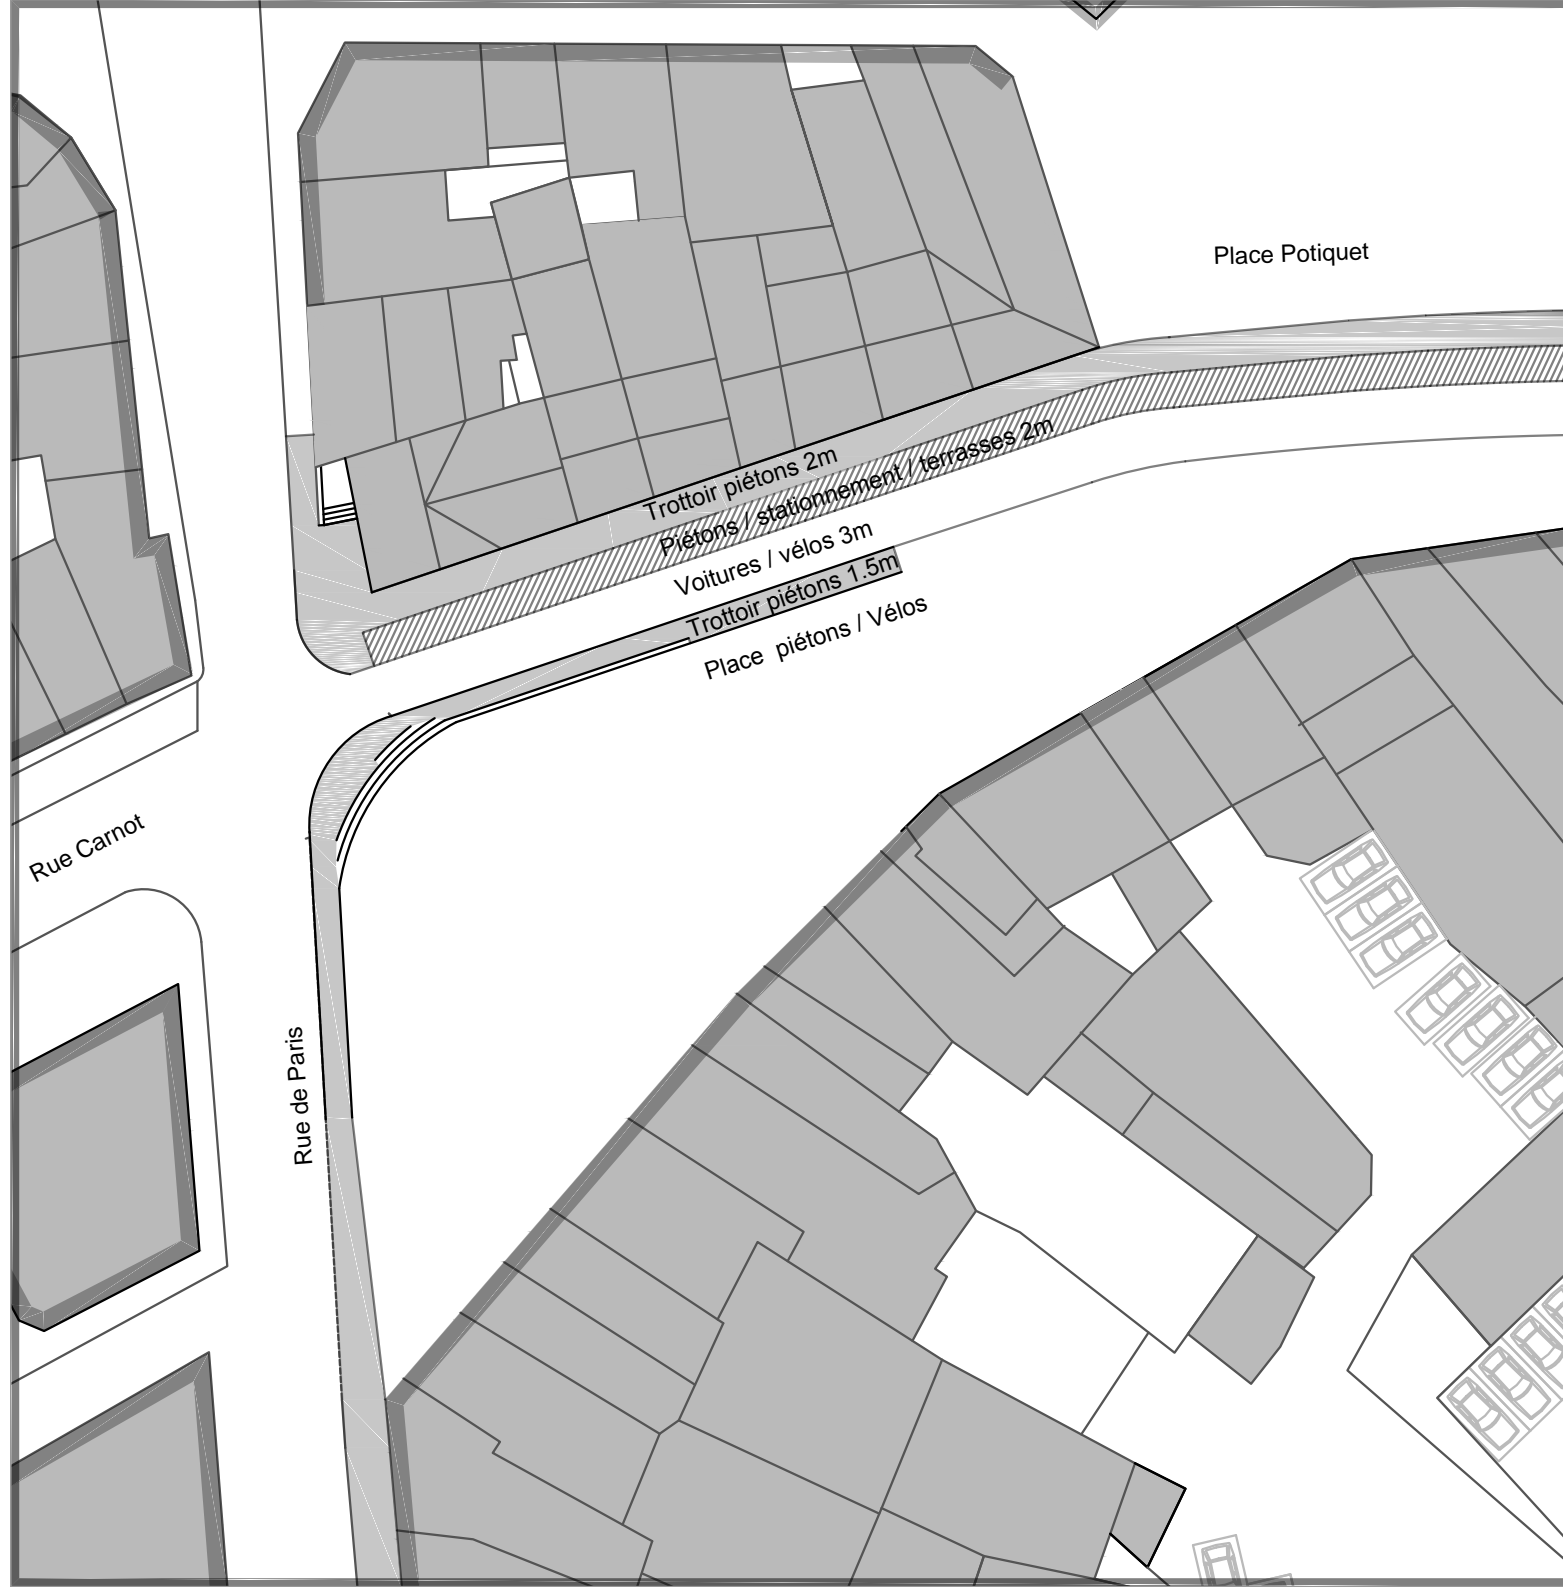 Place Potiquet
Trottoir piétons 2m
Piétons / stationnement / terrasses 2m
Voitures / vélos 3m
Trottoir piétons 1.5m
Place  piétons / Vélos
Rue Carnot
Rue de Paris